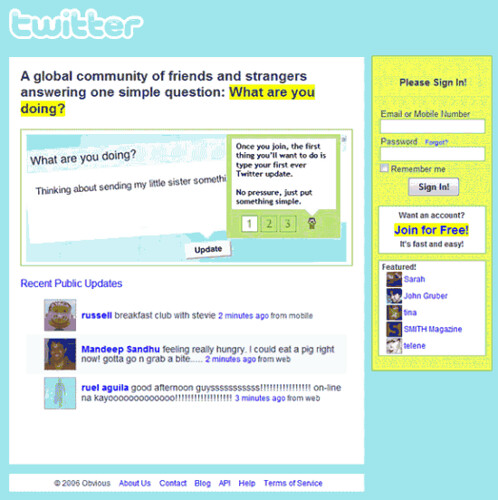 twitter
A global community of friends and strangers
answering one simple question: What are you
doing?
What are you doing?
Thinking about sending my little sister somethi
Once you join, the first
thing you'll want to do is
type your first ever
Twitter update.
No pressure, just put
something simple.
1 2 3
Update
Recent Public Updates
russell breakfast club with stevie 2 minutes ago from mobile
Mandeep Sandhu feeling really hungry. I could eat a pig right
now! gotta go n grab a bite..... 2 minutes ago from web
ruel aguila good afternoon guysssssssssss!!!!!!!!!!!!!!!!! on-line
na kayooooooooooooo!!!!!!!!!!!!!!!!!!! 3 minutes ago from web
Please Sign In!
Email or Mobile Number
Password Forgot?
Remember me
Sign In!
Want an account?
Join for Free!
It's fast and easy!
Featured!
Sarah
John Gruber
tina
SMITH Magazine
telene
© 2006 Obvious About Us Contact Blog API Help Terms of Service